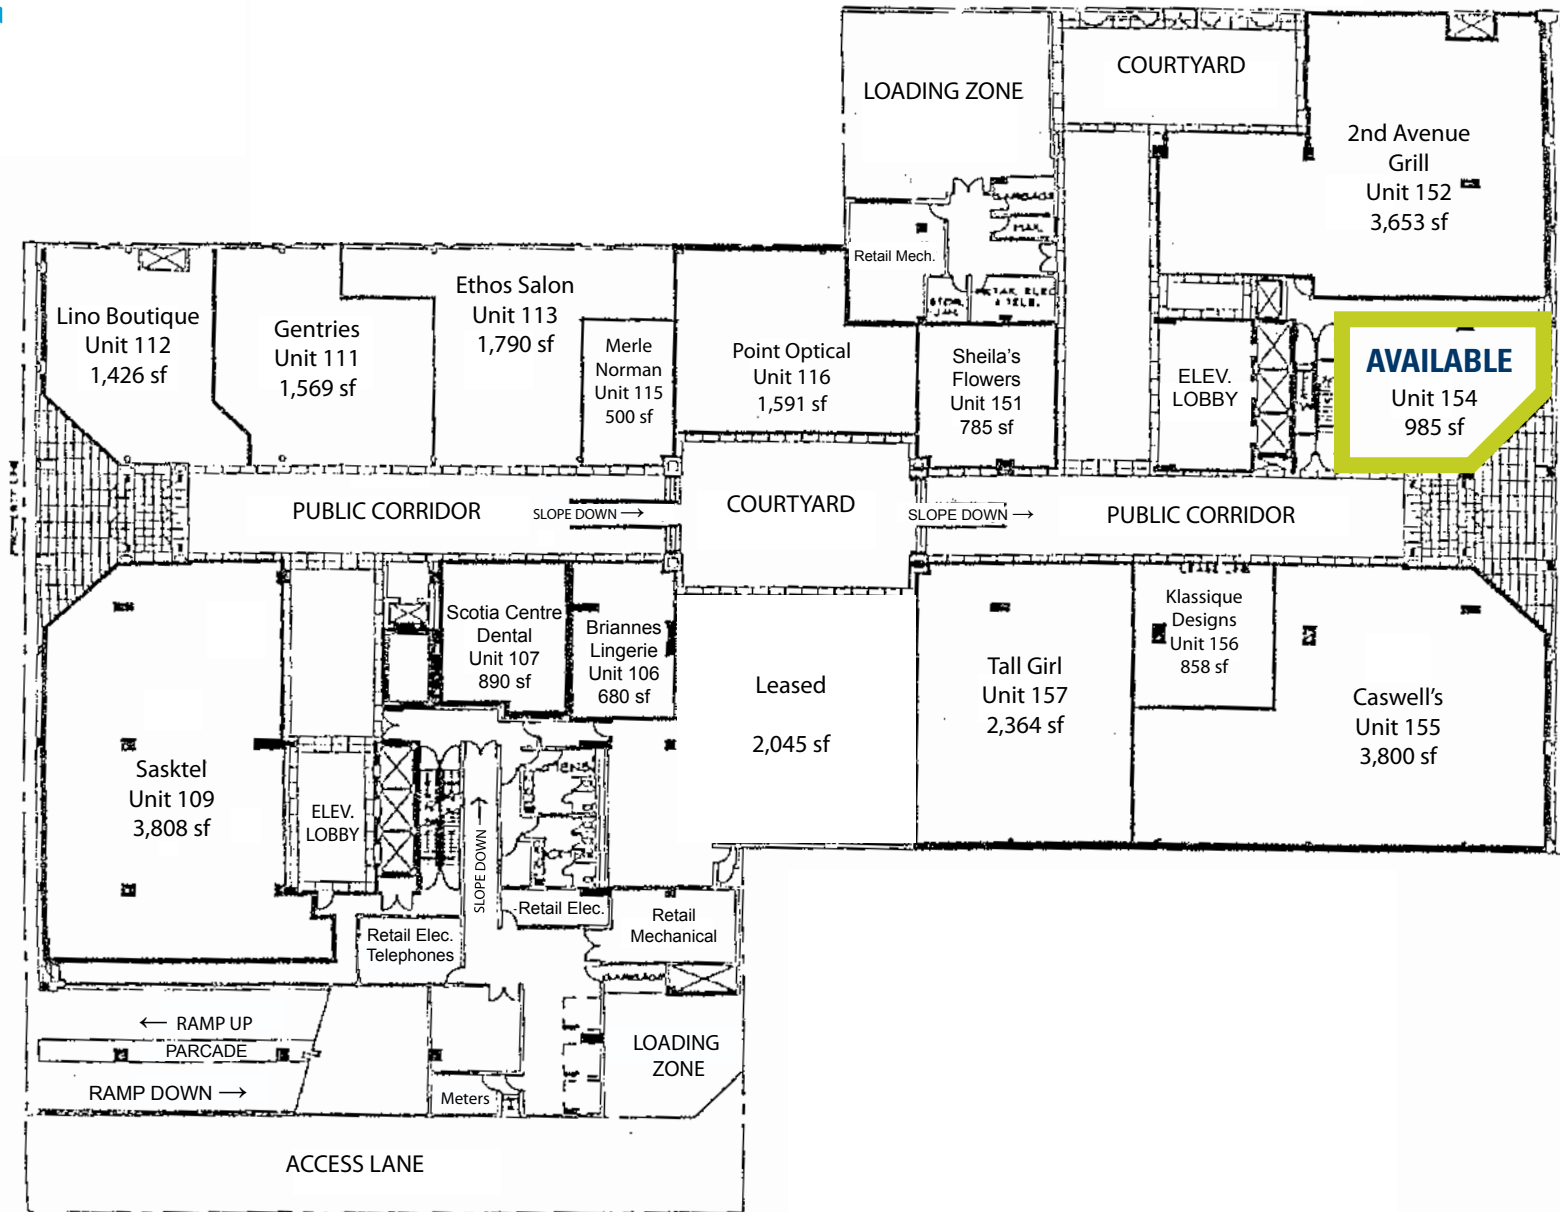 LOADING ZONE
COURTYARD
2nd Avenue
Grill
Unit 152
3,653 sf
Retail Mech.
Lino Boutique
Unit 112
1,426 sf
Gentries
Unit 111
1,569 sf
Ethos Salon
Unit 113
1,790 sf
Merle
Norman
Unit 115
500 sf
Point Optical
Unit 116
1,591 sf
Sheila's
Flowers
Unit 151
785 sf
ELEV.
LOBBY
AVAILABLE
Unit 154
985 sf
PUBLIC CORRIDOR
SLOPE DOWN →
COURTYARD
SLOPE DOWN →
PUBLIC CORRIDOR
Scotia Centre
Dental
Unit 107
890 sf
Briannes
Lingerie
Unit 106
680 sf
Leased
2,045 sf
Tall Girl
Unit 157
2,364 sf
Klassique
Designs
Unit 156
858 sf
Caswell's
Unit 155
3,800 sf
Sasktel
Unit 109
3,808 sf
ELEV.
LOBBY
SLOPE DOWN →
Retail Elec.
Retail
Mechanical
Retail Elec.
Telephones
← RAMP UP
PARCADE
RAMP DOWN →
LOADING
ZONE
Meters
ACCESS LANE